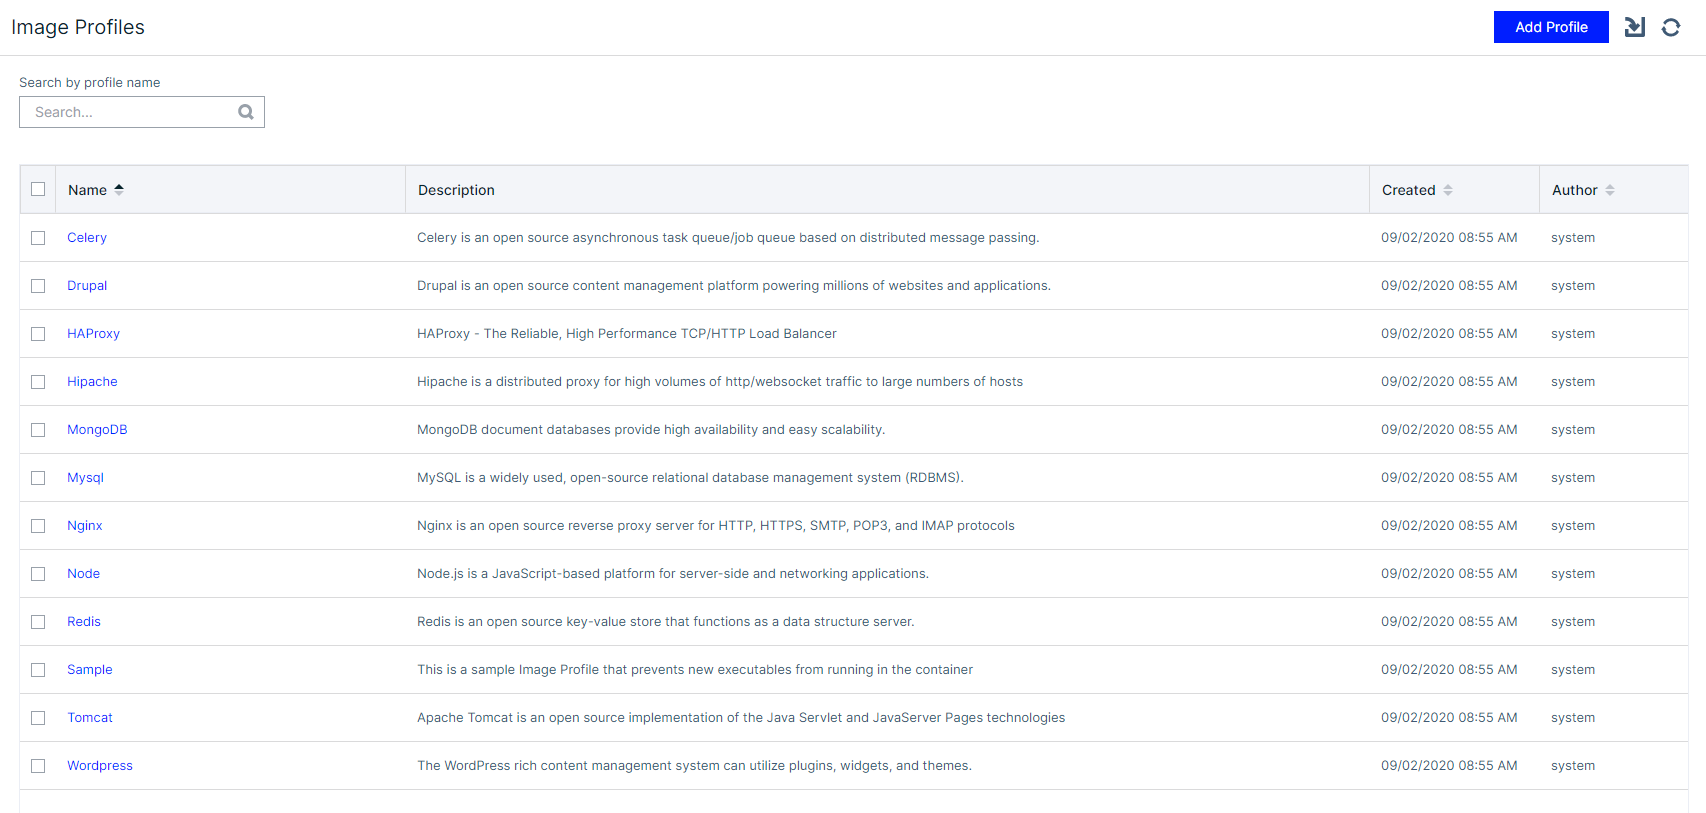 Image Profiles
Add Profile
Search by profile name
Search...
Name Description Created Author
Celery Celery is an open source asynchronous task queue/job queue based on distributed message passing. 09/02/2020 08:55 AM system
Drupal Drupal is an open source content management platform powering millions of websites and applications. 09/02/2020 08:55 AM system
HAProxy HAProxy - The Reliable, High Performance TCP/HTTP Load Balancer 09/02/2020 08:55 AM system
Hipache Hipache is a distributed proxy for high volumes of http/websocket traffic to large numbers of hosts 09/02/2020 08:55 AM system
MongoDB MongoDB document databases provide high availability and easy scalability. 09/02/2020 08:55 AM system
Mysql MySQL is a widely used, open-source relational database management system (RDBMS). 09/02/2020 08:55 AM system
Nginx Nginx is an open source reverse proxy server for HTTP, HTTPS, SMTP, POP3, and IMAP protocols 09/02/2020 08:55 AM system
Node Node.js is a JavaScript-based platform for server-side and networking applications. 09/02/2020 08:55 AM system
Redis Redis is an open source key-value store that functions as a data structure server. 09/02/2020 08:55 AM system
Sample This is a sample Image Profile that prevents new executables from running in the container 09/02/2020 08:55 AM system
Tomcat Apache Tomcat is an open source implementation of the Java Servlet and JavaServer Pages technologies 09/02/2020 08:55 AM system
Wordpress The WordPress rich content management system can utilize plugins, widgets, and themes. 09/02/2020 08:55 AM system